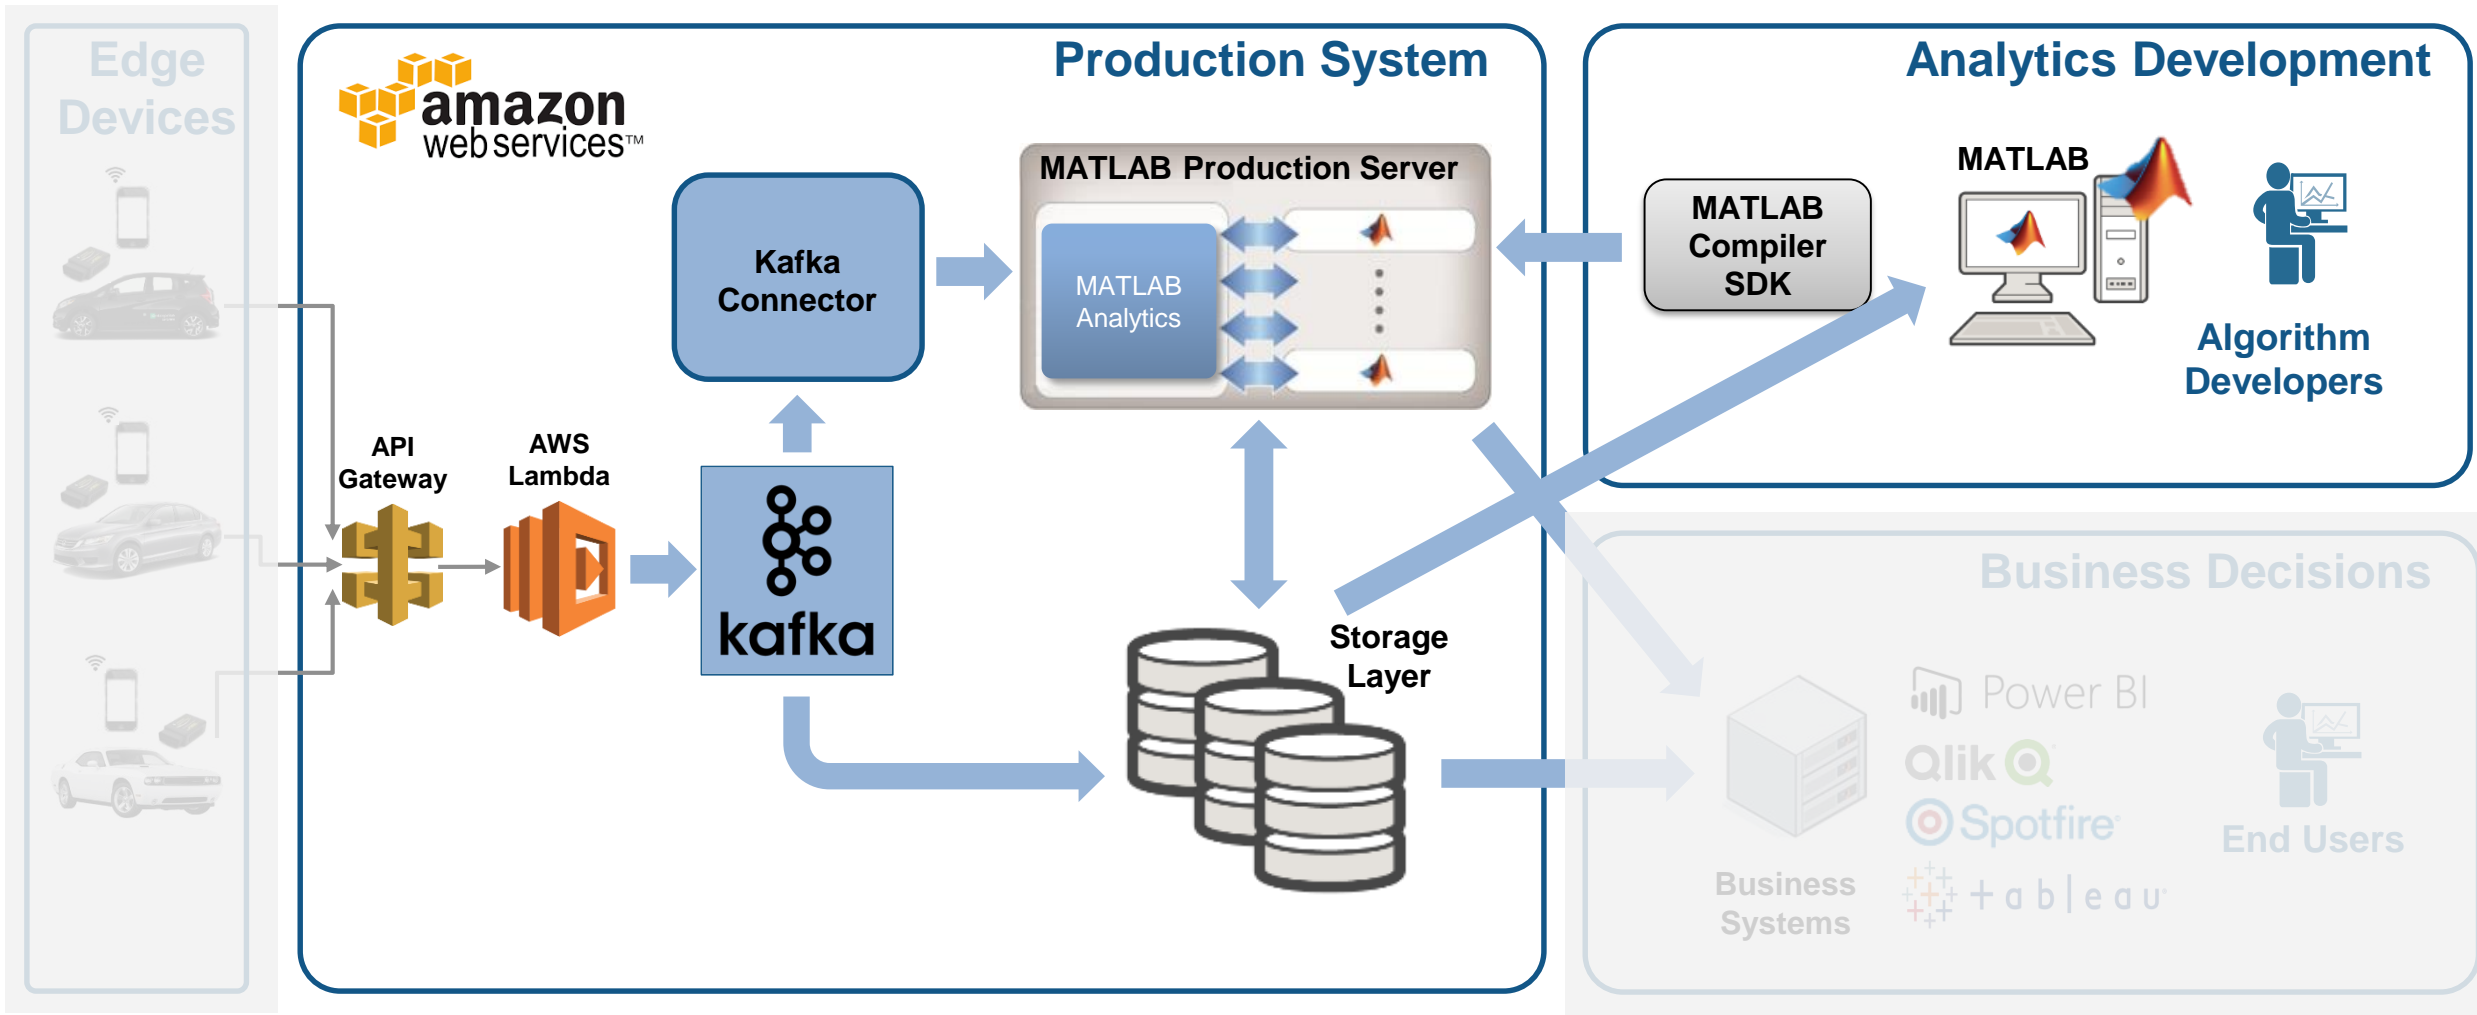 Edge
Devices
amazon
web services™
Production System
Analytics Development
MATLAB Production Server
MATLAB
Analytics
Kafka
Connector
MATLAB
Compiler
SDK
MATLAB
Algorithm
Developers
API
Gateway
AWS
Lambda
kafka
Storage
Layer
Business Decisions
Power BI
Qlik
Spotfire
tableau
Business
Systems
End Users